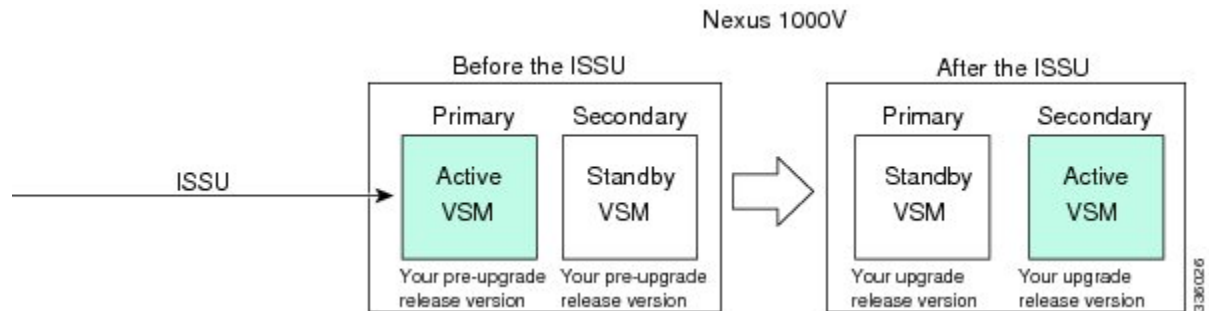 Nexus 1000V
Before the ISSU
After the ISSU
Primary
Secondary
Primary
Secondary
ISSU
Active
VSM
Standby
VSM
Standby
VSM
Active
VSM
Your pre-upgrade
release version
Your pre-upgrade
release version
Your upgrade
release version
Your upgrade
release version
336026